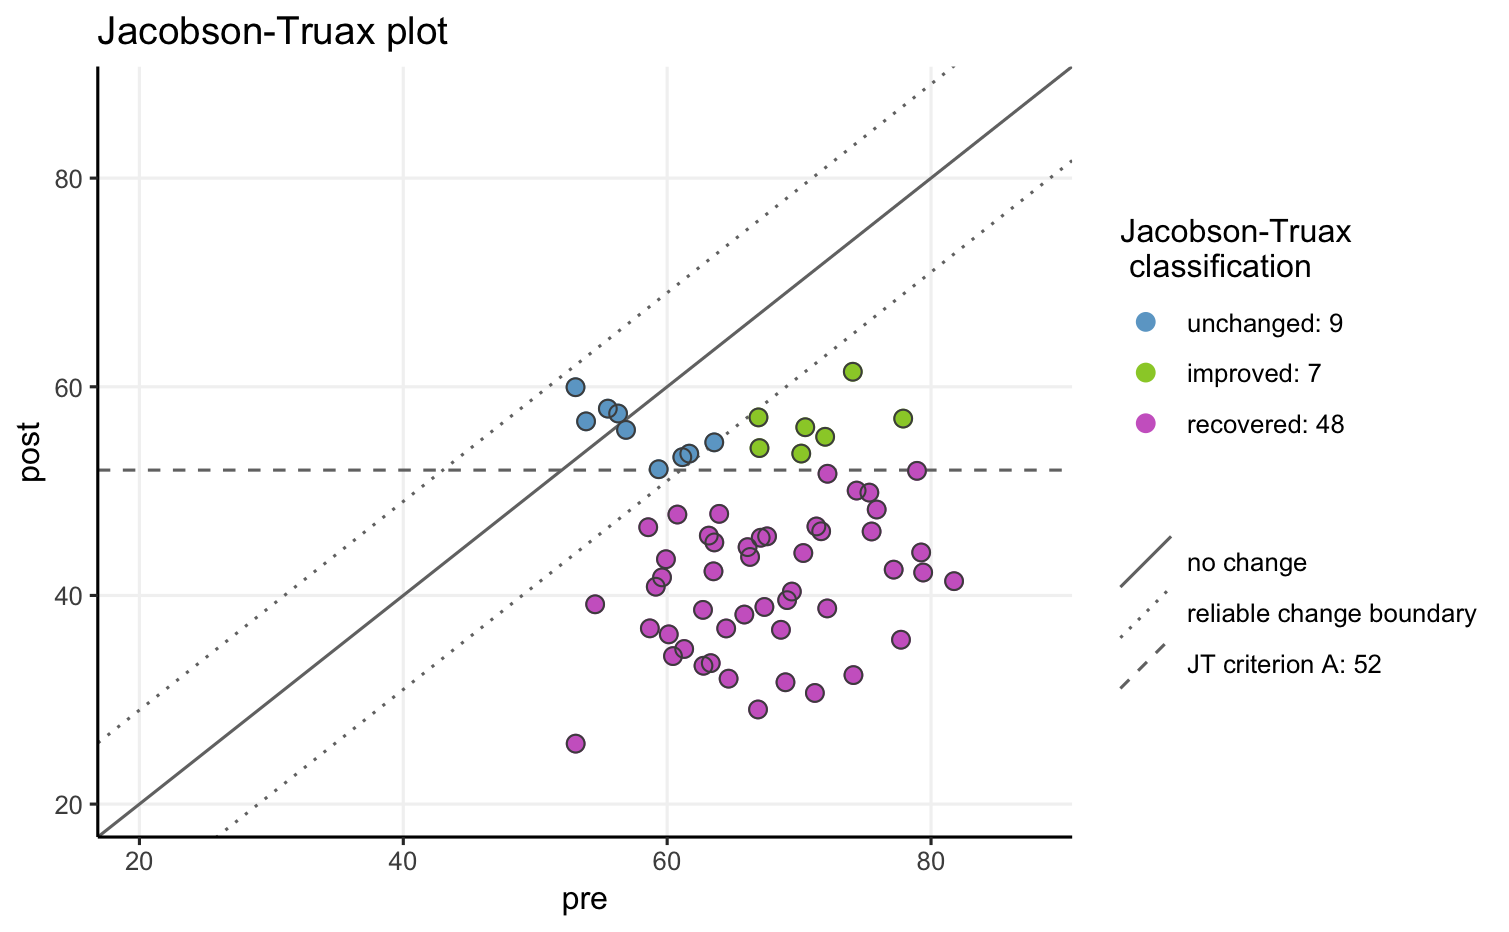 Jacobson-Truax plot
80
60
40
20
post
20
40
60
80
pre
Jacobson-Truax
classification
unchanged: 9
improved: 7
recovered: 48
no change
reliable change boundary
JT criterion A: 52